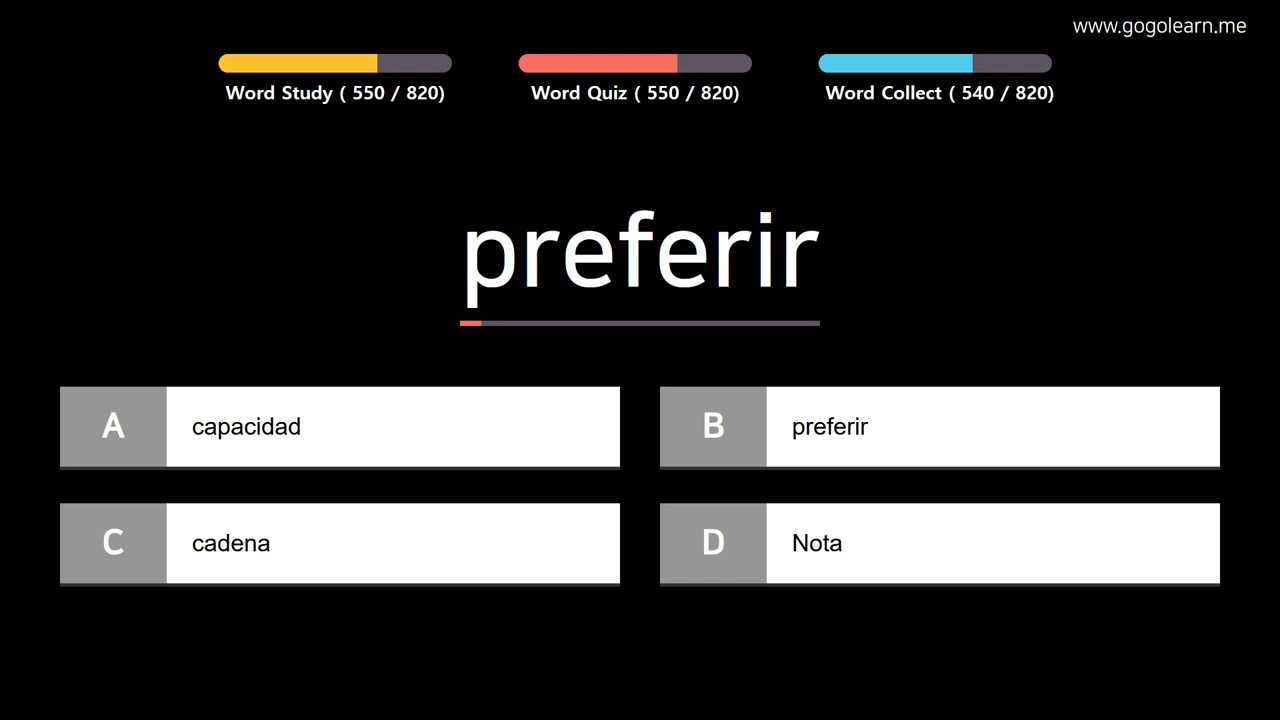 www.gogolearn.me
Word Study ( 550 / 820)
Word Quiz ( 550 / 820)
Word Collect ( 540 / 820)
preferir
A
capacidad
B
preferir
C
cadena
D
Nota